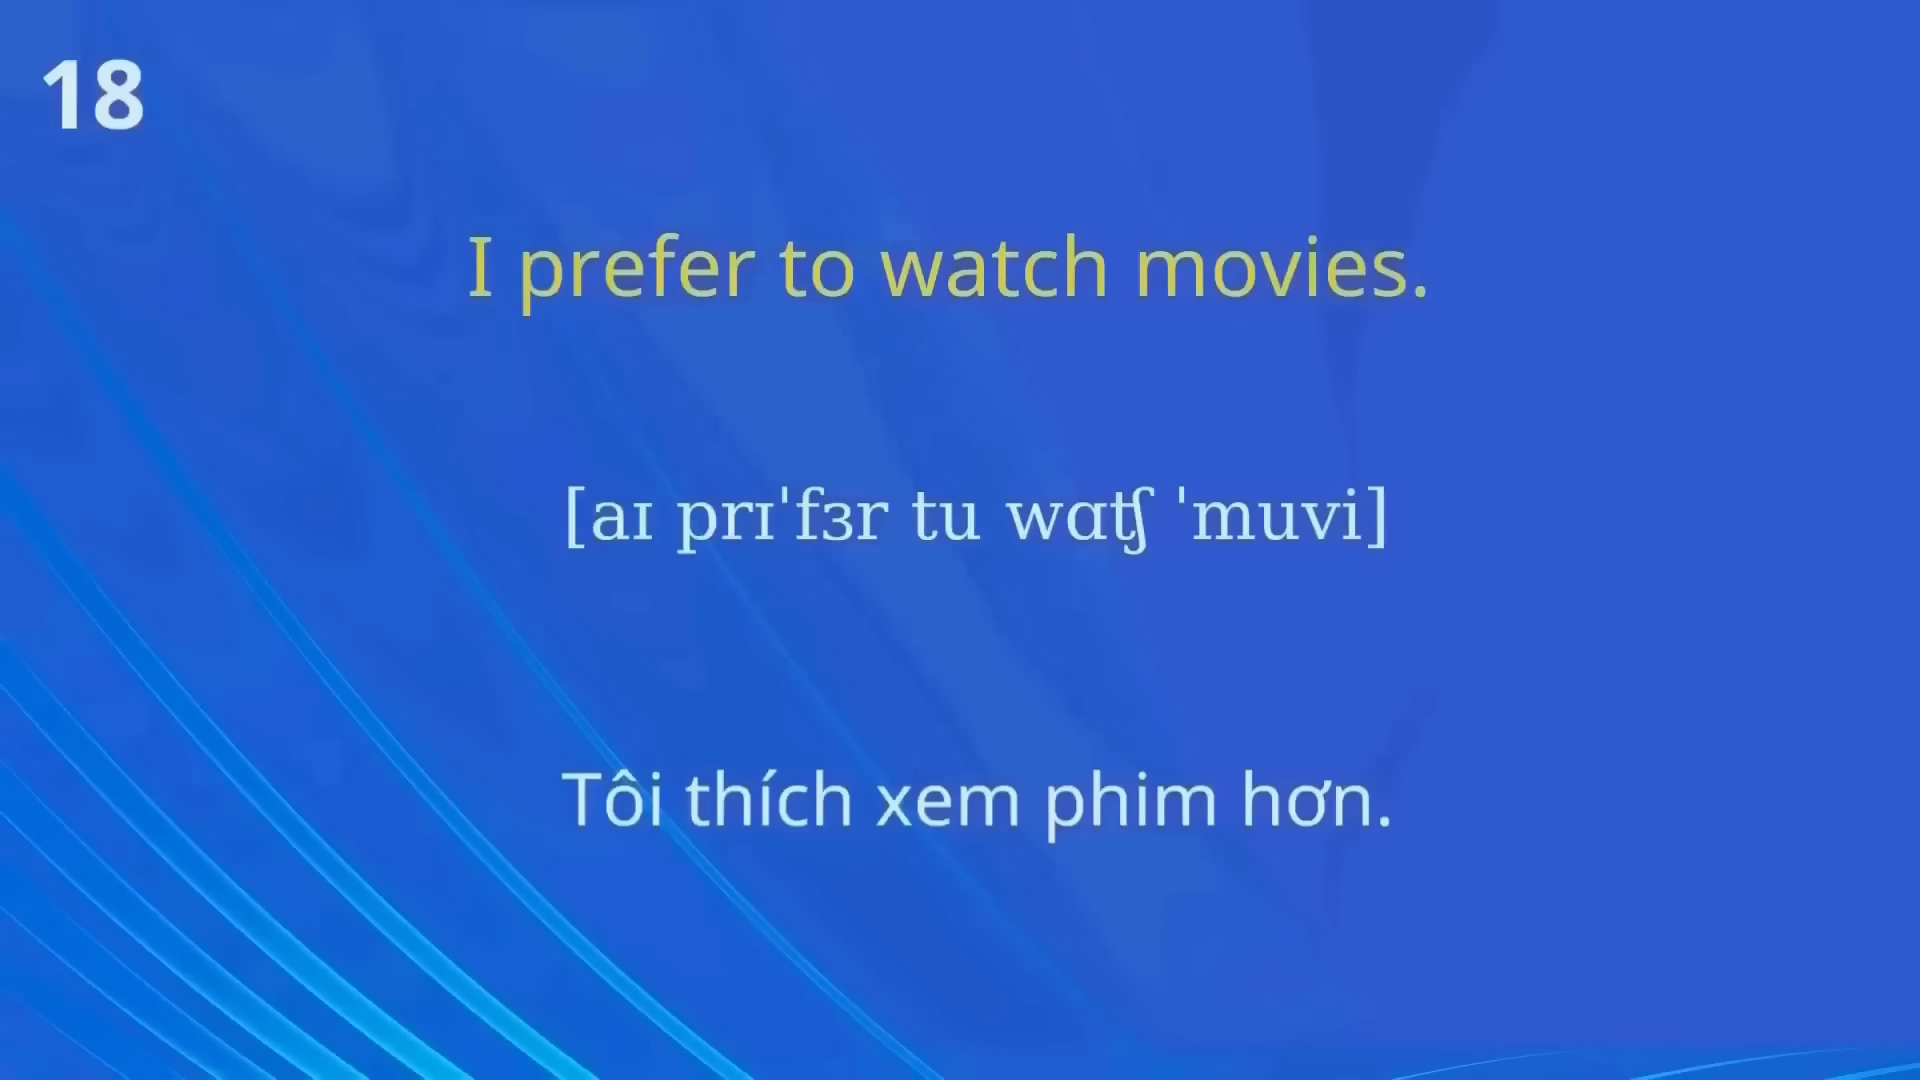 18
I prefer to watch movies.
[aɪ prɪˈfɜr tu wɑʧ ˈmuvi]
Tôi thích xem phim hơn.